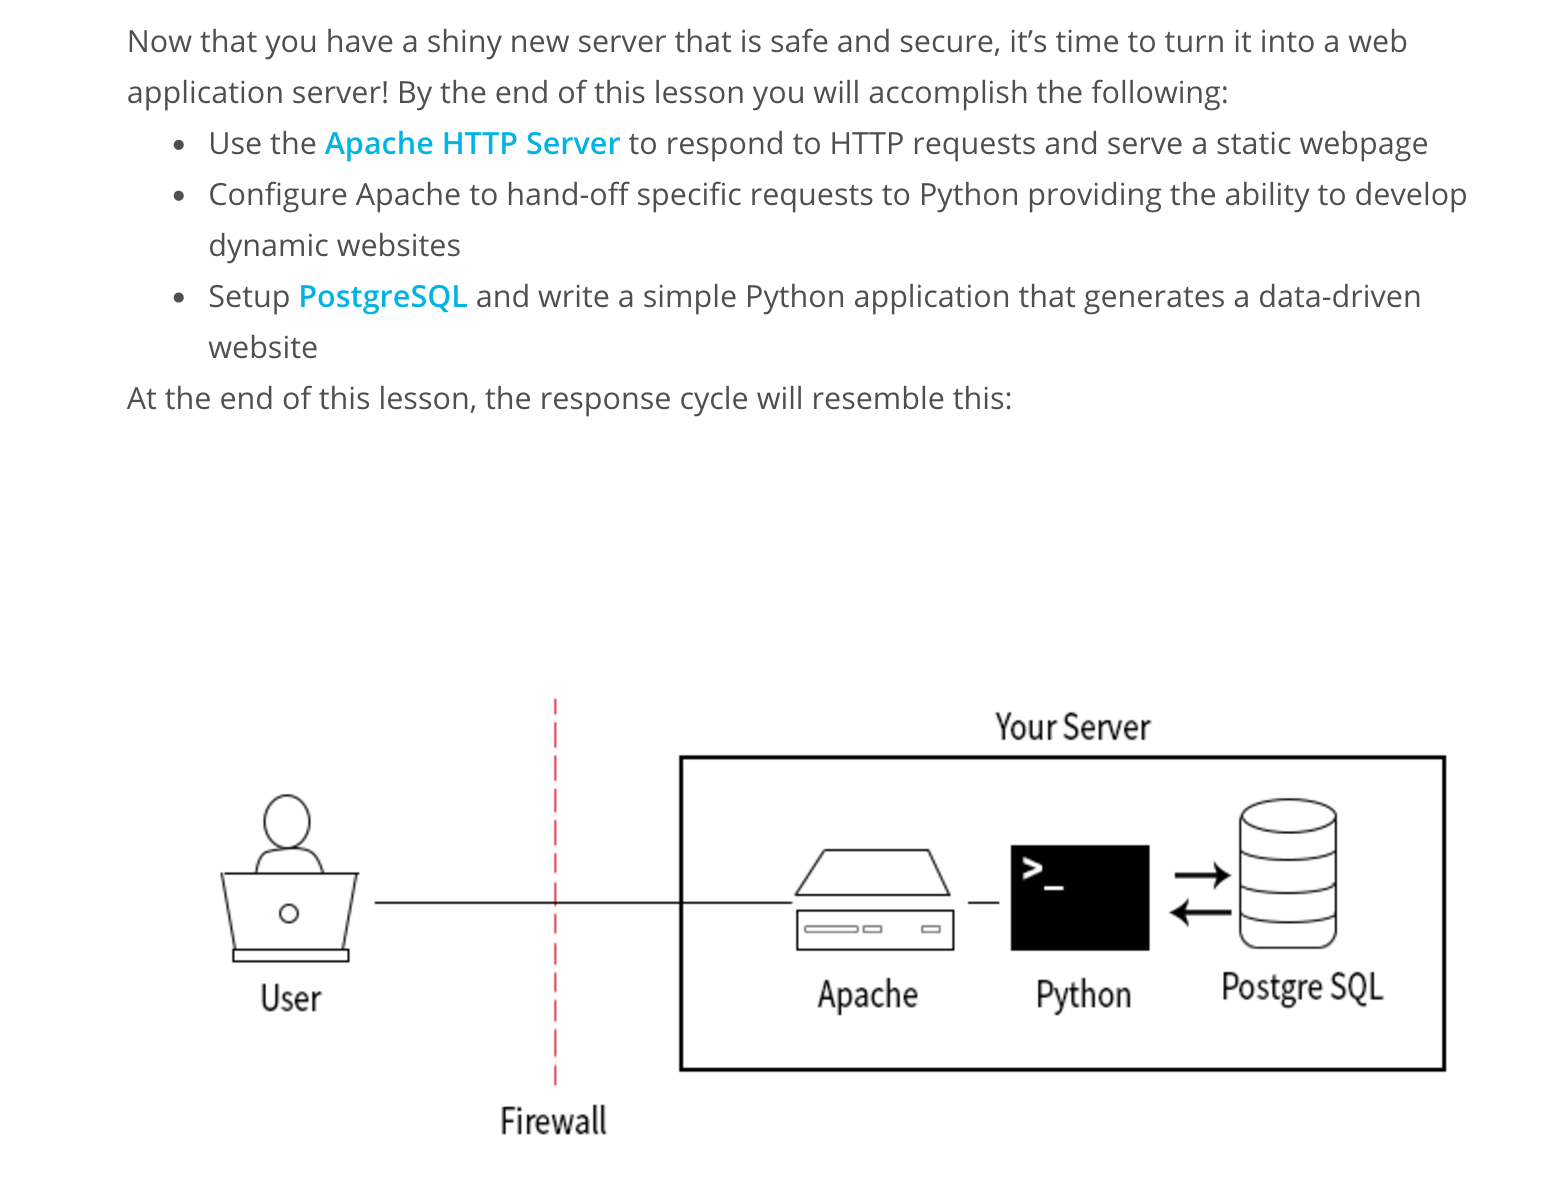 Now that you have a shiny new server that is safe and secure, it’s time to turn it into a web
application server! By the end of this lesson you will accomplish the following:
• Use the Apache HTTP Server to respond to HTTP requests and serve a static webpage
• Configure Apache to hand-off specific requests to Python providing the ability to develop
dynamic websites
• Setup PostgreSQL and write a simple Python application that generates a data-driven
website
At the end of this lesson, the response cycle will resemble this:
Your Server
>_
User
Apache
Python
Postgre SQL
Firewall